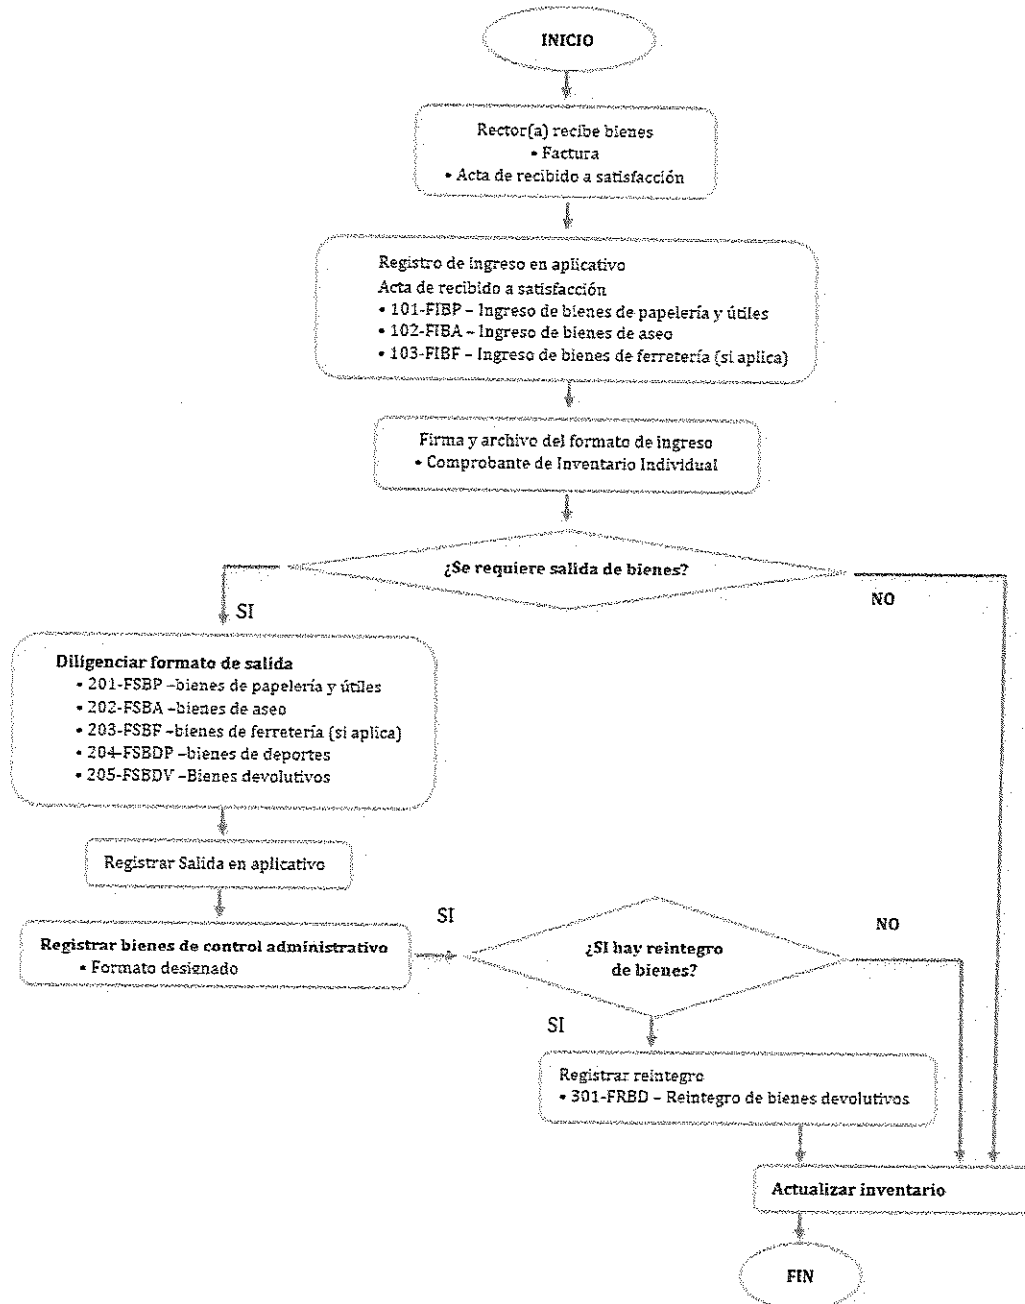 INICIO
Rector(a) recibe bienes
• Factura
• Acta de recibido a satisfacción
Registro de ingreso en aplicativo
Acta de recibido a satisfacción
• 101-FIBP – Ingreso de bienes de papelería y útiles
• 102-FIBA – Ingreso de bienes de aseo
• 103-FIBF – Ingreso de bienes de ferretería (si aplica)
Firma y archivo del formato de ingreso
• Comprobante de Inventario Individual
¿Se requiere salida de bienes?
SI
NO
Diligenciar formato de salida
• 201-FSBP –bienes de papelería y útiles
• 202-FSBA –bienes de aseo
• 203-FSBF –bienes de ferretería (si aplica)
• 204-FSBDP –bienes de deportes
• 205-FSBDV –Bienes devolutivos
Registrar Salida en aplicativo
Registrar bienes de control administrativo
• Formato designado
SI
¿SI hay reintegro
de bienes?
NO
SI
Registrar reintegro
• 301-FRBD – Reintegro de bienes devolutivos
Actualizar inventario
FIN